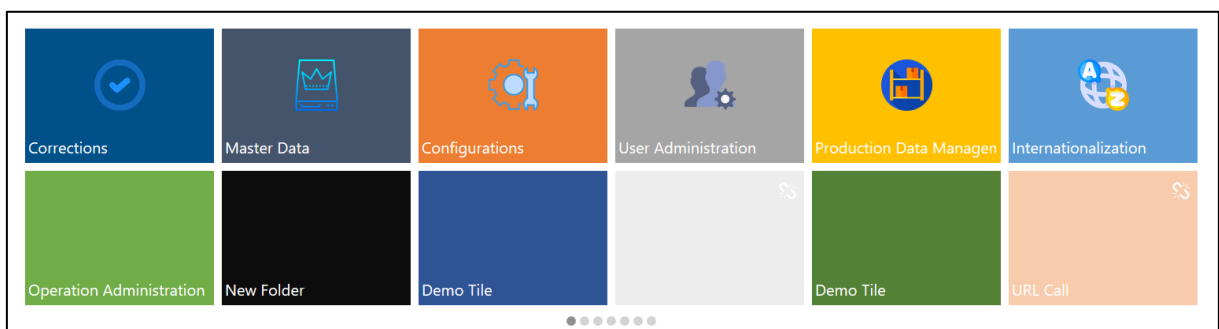 A
Z
Corrections
Master Data
Configurations
User Administration
Production Data Managen
Internationalization
Operation Administration
New Folder
Demo Tile
Demo Tile
URL Call